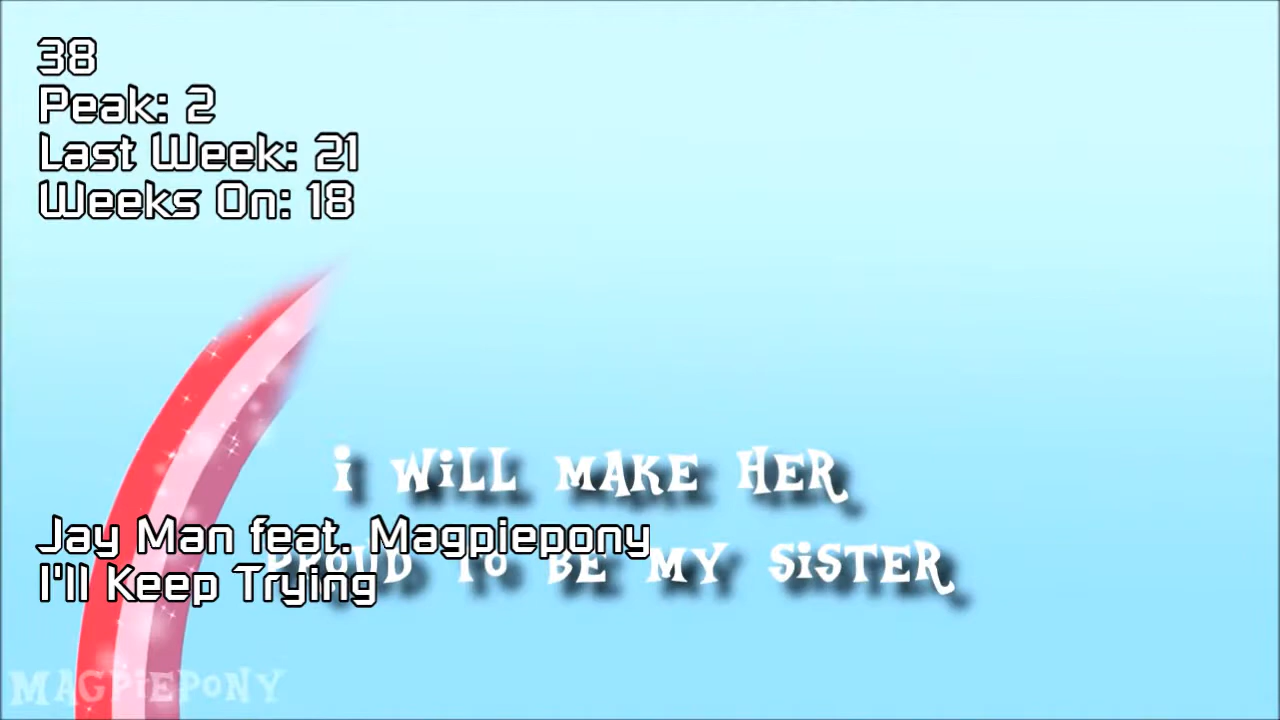 38
Peak: 2
Last Week: 21
Weeks On: 18
i WiLL MAKE HER
PROUD TO BE MY SiSTER
Jay Man feat. Magpiepony
I'll Keep Trying
MAGPiEPONY